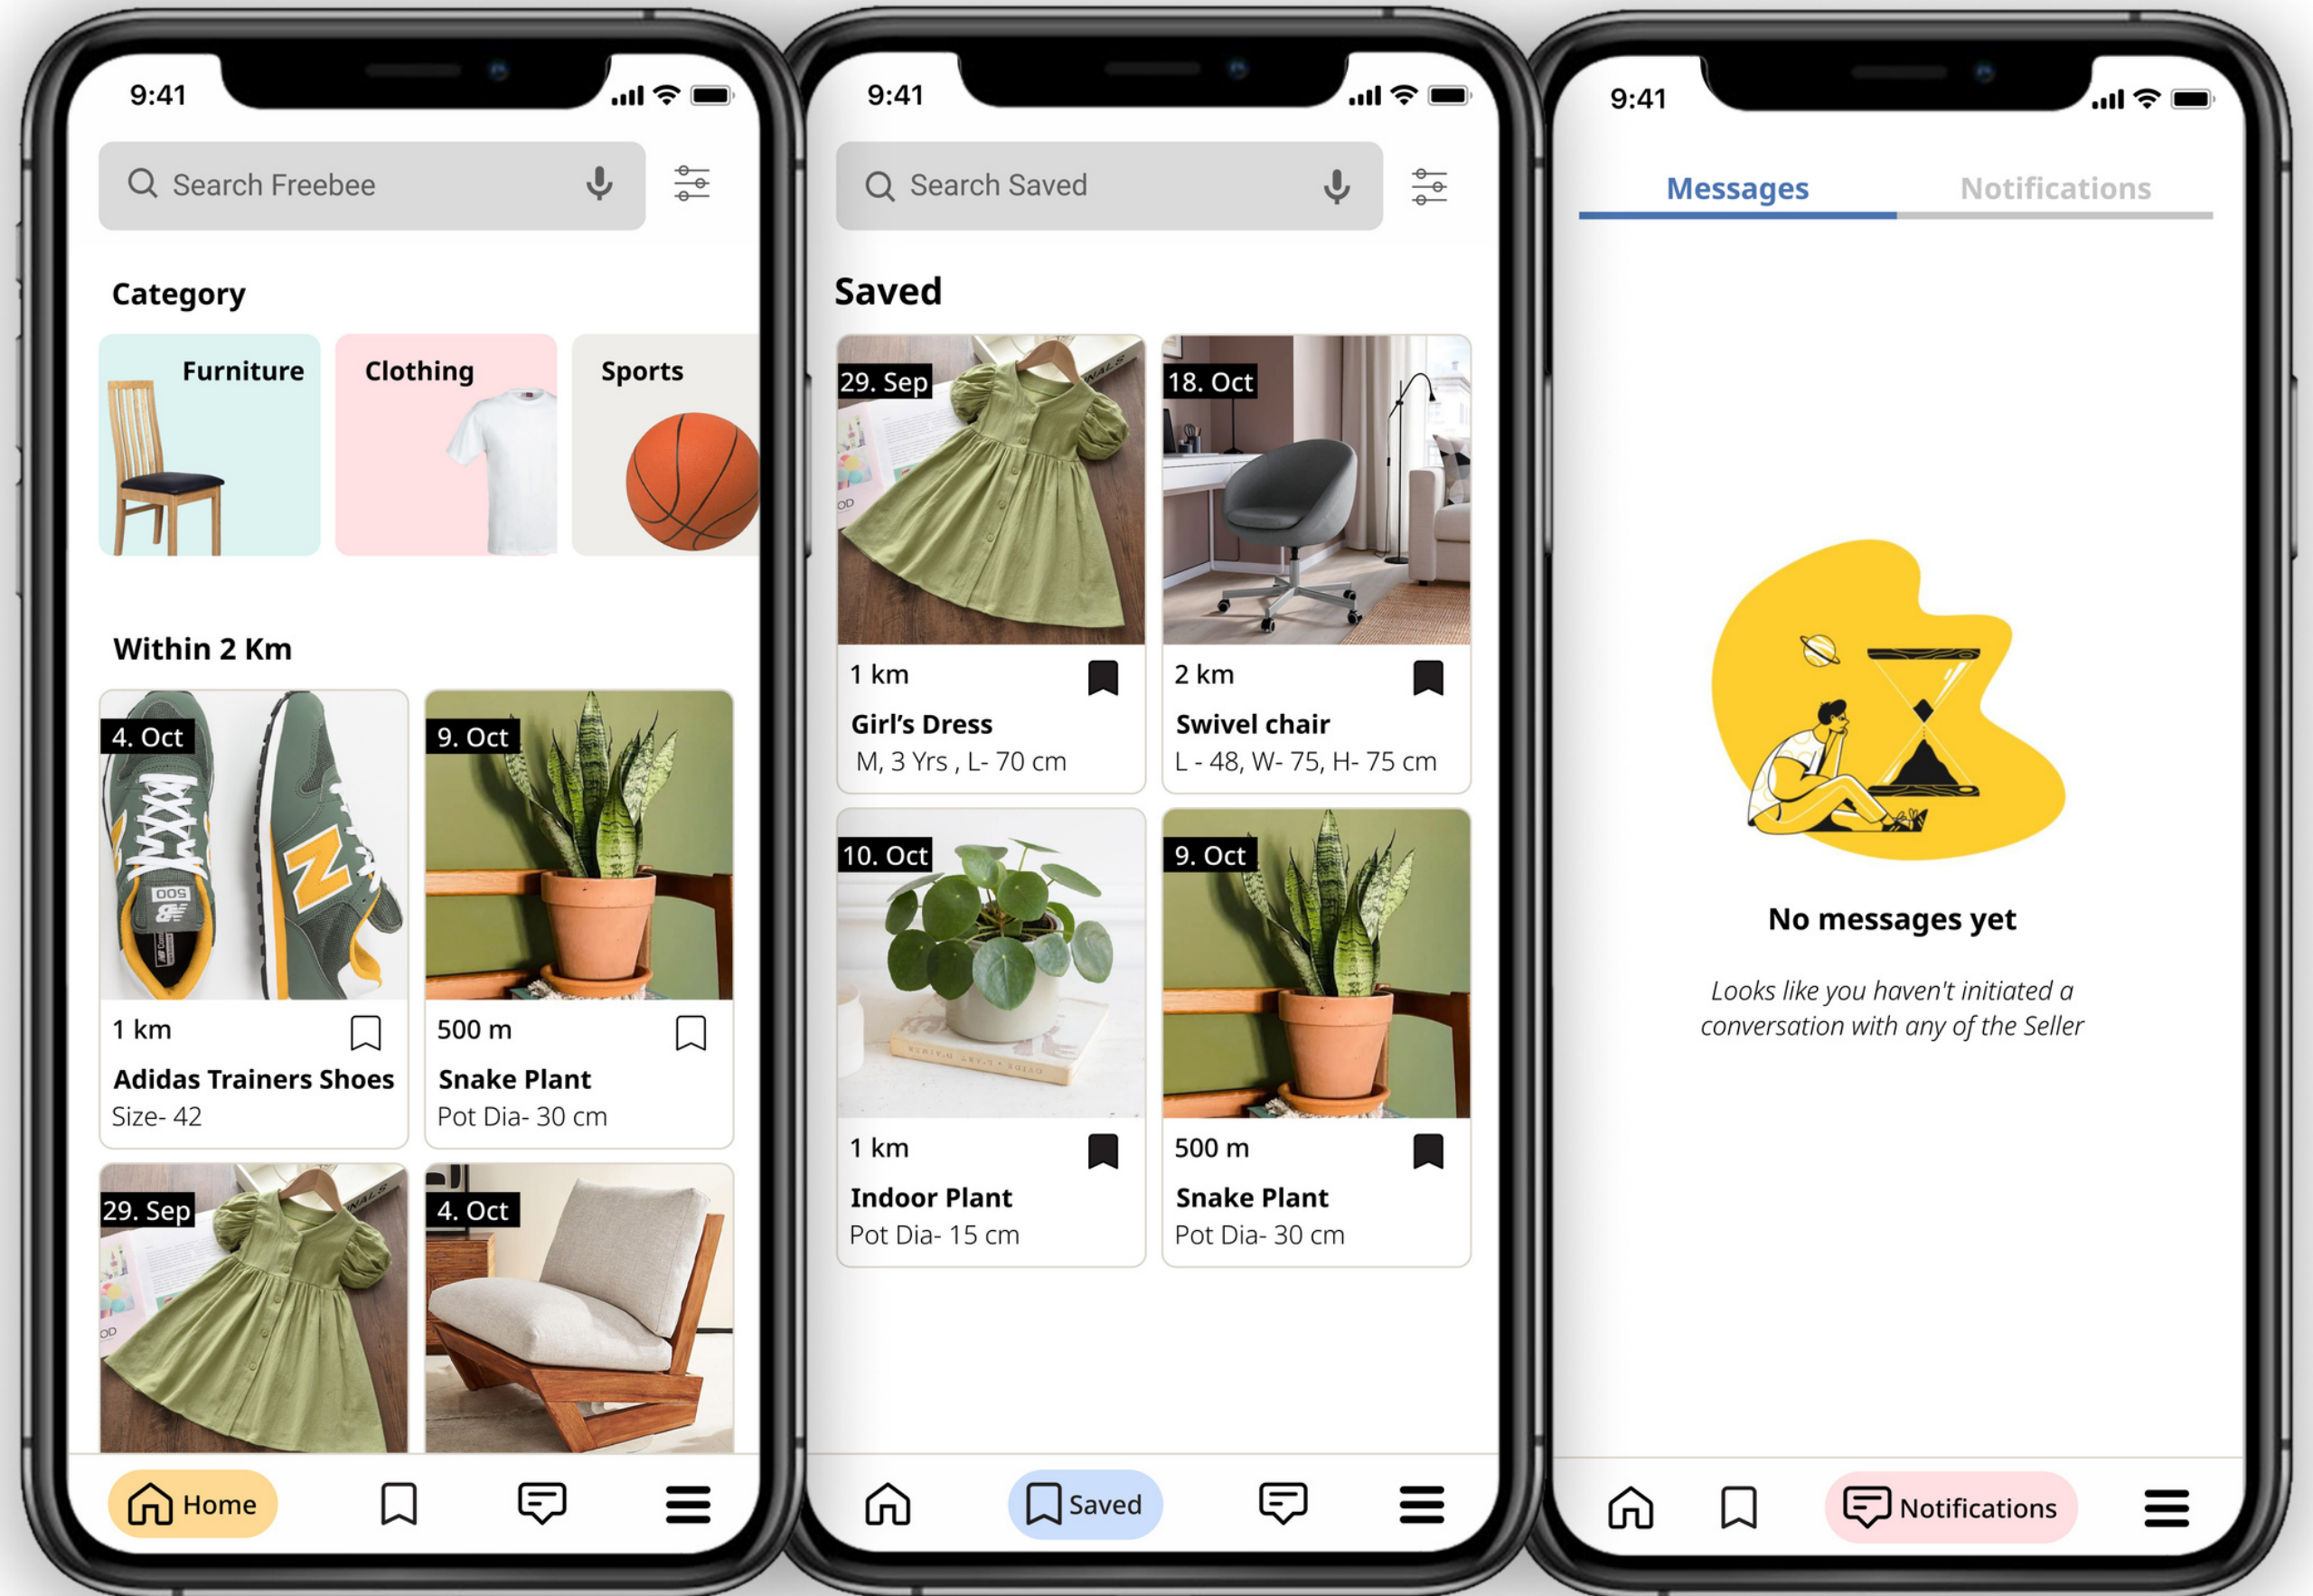 9:41
Search Freebee
Category
Furniture
Clothing
Sports
Within 2 Km
4. Oct
9. Oct
N
500
1 km
500 m
Adidas Trainers Shoes
Snake Plant
Size- 42
Pot Dia- 30 cm
29. Sep
4. Oct
NALS
OD
Home
9:41
Search Saved
Saved
29. Sep
18. Oct
NALS
OD
1 km
2 km
Girl’s Dress
Swivel chair
M, 3 Yrs , L- 70 cm
L - 48, W- 75, H- 75 cm
10. Oct
9. Oct
1 km
500 m
Indoor Plant
Snake Plant
Pot Dia- 15 cm
Pot Dia- 30 cm
Saved
9:41
Messages
Notifications
No messages yet
Looks like you haven't initiated a
conversation with any of the Seller
Notifications